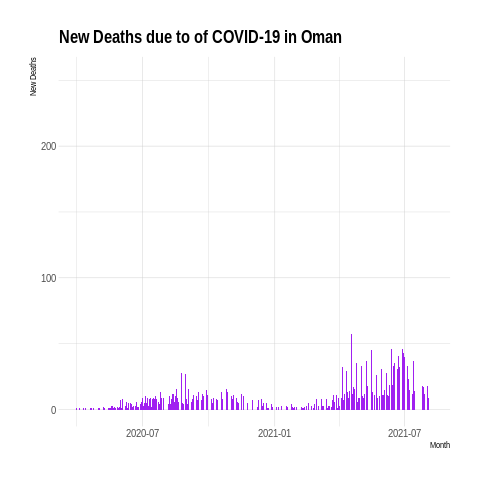 New Deaths due to of COVID-19 in Oman
New Deaths
200
100
0
2020-07
2021-01
2021-07
Month